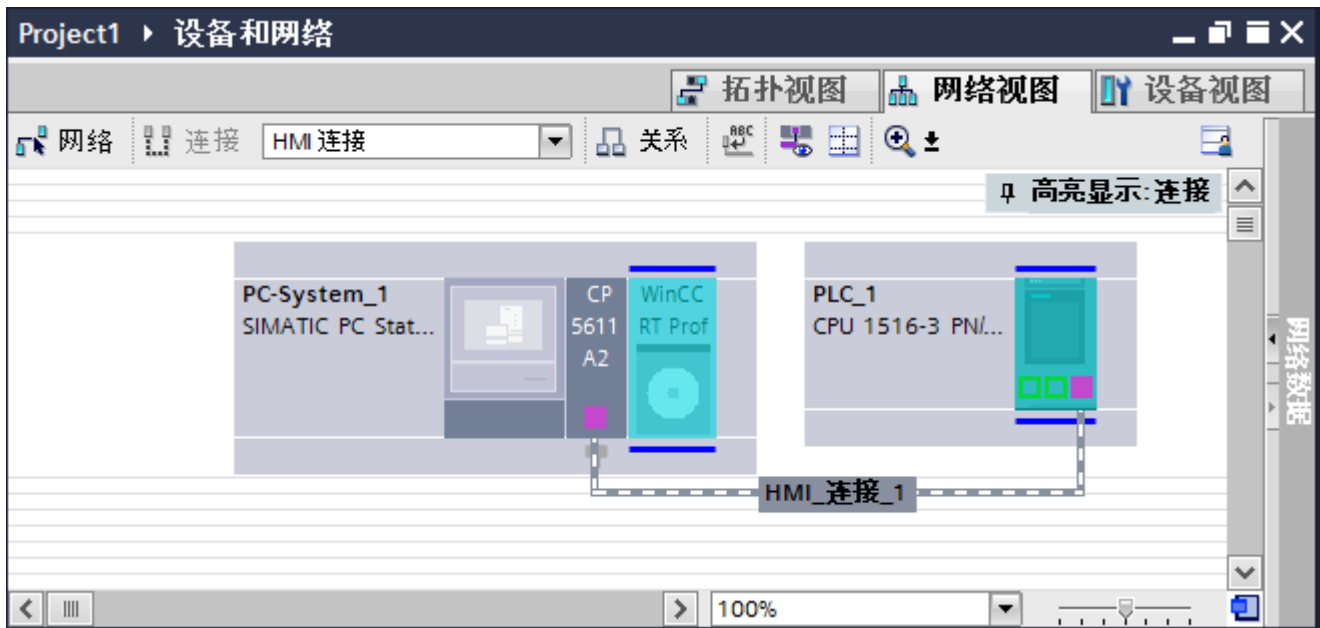 Project1 ▸ 设备和网络
拓扑视图 网络视图 设备视图
网络 连接 HMI 连接 关系
高亮显示:连接
PC-System_1
SIMATIC PC Stat...
CP
5611
A2
WinCC
RT Prof
PLC_1
CPU 1516-3 PN/...
HMI_连接_1
网络数据
100%